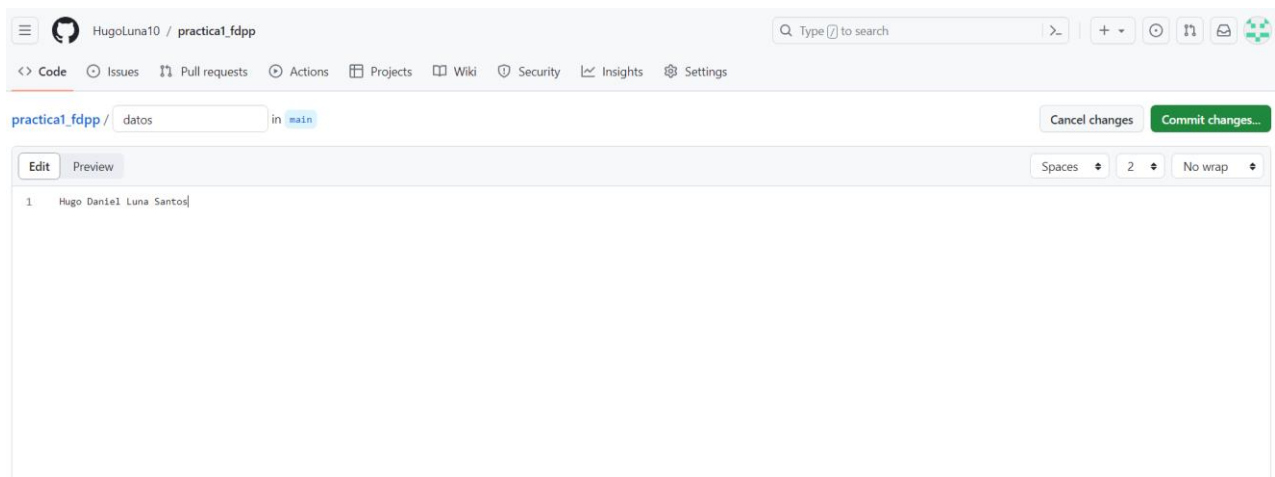 HugoLuna10 / practica1_fdpp
Type / to search
<> Code Issues Pull requests Actions Projects Wiki Security Insights Settings
practica1_fdpp / datos in main
Cancel changes Commit changes...
Edit Preview
Spaces 2 No wrap
1 Hugo Daniel Luna Santos